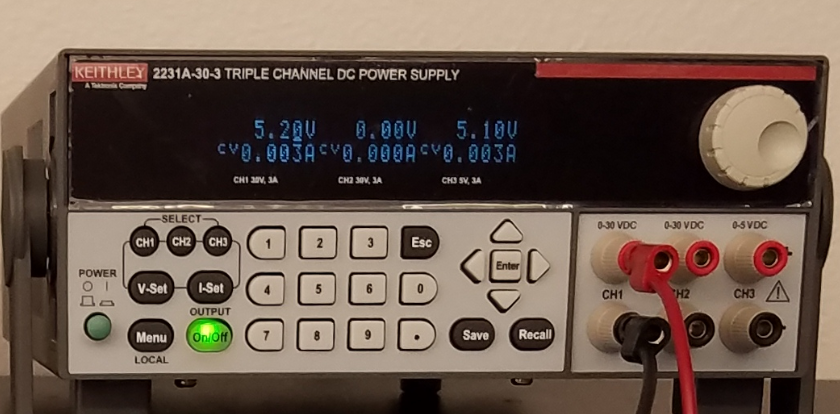 KEITHLEY 2231A-30-3 TRIPLE CHANNEL DC POWER SUPPLY
A Tektronix Company
5.20V 0.00V 5.10V
CV0.003A CV0.000A CV0.003A
CH1 30V, 3A CH2 30V, 3A CH3 5V, 3A
SELECT
CH1 CH2 CH3
1 2 3 Esc
POWER
V-Set I-Set
4 5 6 0
Enter
OUTPUT
Menu On/Off
7 8 9 .
Save Recall
LOCAL
0-30 VDC 0-30 VDC 0-5 VDC
CH1 CH2 CH3